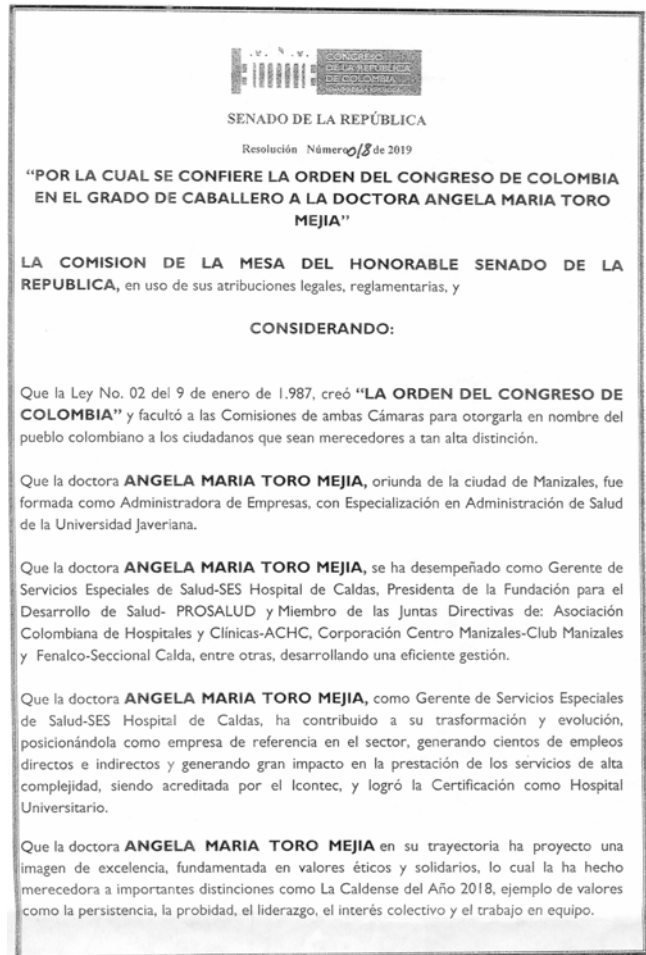 CONGRESO
DE LA REPÚBLICA
DE COLOMBIA
SENADO DE LA REPÚBLICA
Resolución Número 018 de 2019
“POR LA CUAL SE CONFIERE LA ORDEN DEL CONGRESO DE COLOMBIA
EN EL GRADO DE CABALLERO A LA DOCTORA ANGELA MARIA TORO
MEJIA”
LA COMISION DE LA MESA DEL HONORABLE SENADO DE LA
REPUBLICA, en uso de sus atribuciones legales, reglamentarias, y
CONSIDERANDO:
Que la Ley No. 02 del 9 de enero de 1.987, creó “LA ORDEN DEL CONGRESO DE
COLOMBIA” y facultó a las Comisiones de ambas Cámaras para otorgarla en nombre del
pueblo colombiano a los ciudadanos que sean merecedores a tan alta distinción.
Que la doctora ANGELA MARIA TORO MEJIA, oriunda de la ciudad de Manizales, fue
formada como Administradora de Empresas, con Especialización en Administración de Salud
de la Universidad Javeriana.
Que la doctora ANGELA MARIA TORO MEJIA, se ha desempeñado como Gerente de
Servicios Especiales de Salud-SES Hospital de Caldas, Presidenta de la Fundación para el
Desarrollo de Salud- PROSALUD y Miembro de las Juntas Directivas de: Asociación
Colombiana de Hospitales y Clínicas-ACHC, Corporación Centro Manizales-Club Manizales
y Fenalco-Seccional Calda, entre otras, desarrollando una eficiente gestión.
Que la doctora ANGELA MARIA TORO MEJIA, como Gerente de Servicios Especiales
de Salud-SES Hospital de Caldas, ha contribuido a su trasformación y evolución,
posicionándola como empresa de referencia en el sector, generando cientos de empleos
directos e indirectos y generando gran impacto en la prestación de los servicios de alta
complejidad, siendo acreditada por el Icontec, y logró la Certificación como Hospital
Universitario.
Que la doctora ANGELA MARIA TORO MEJIA en su trayectoria ha proyecto una
imagen de excelencia, fundamentada en valores éticos y solidarios, lo cual la ha hecho
merecedora a importantes distinciones como La Caldense del Año 2018, ejemplo de valores
como la persistencia, la probidad, el liderazgo, el interés colectivo y el trabajo en equipo.